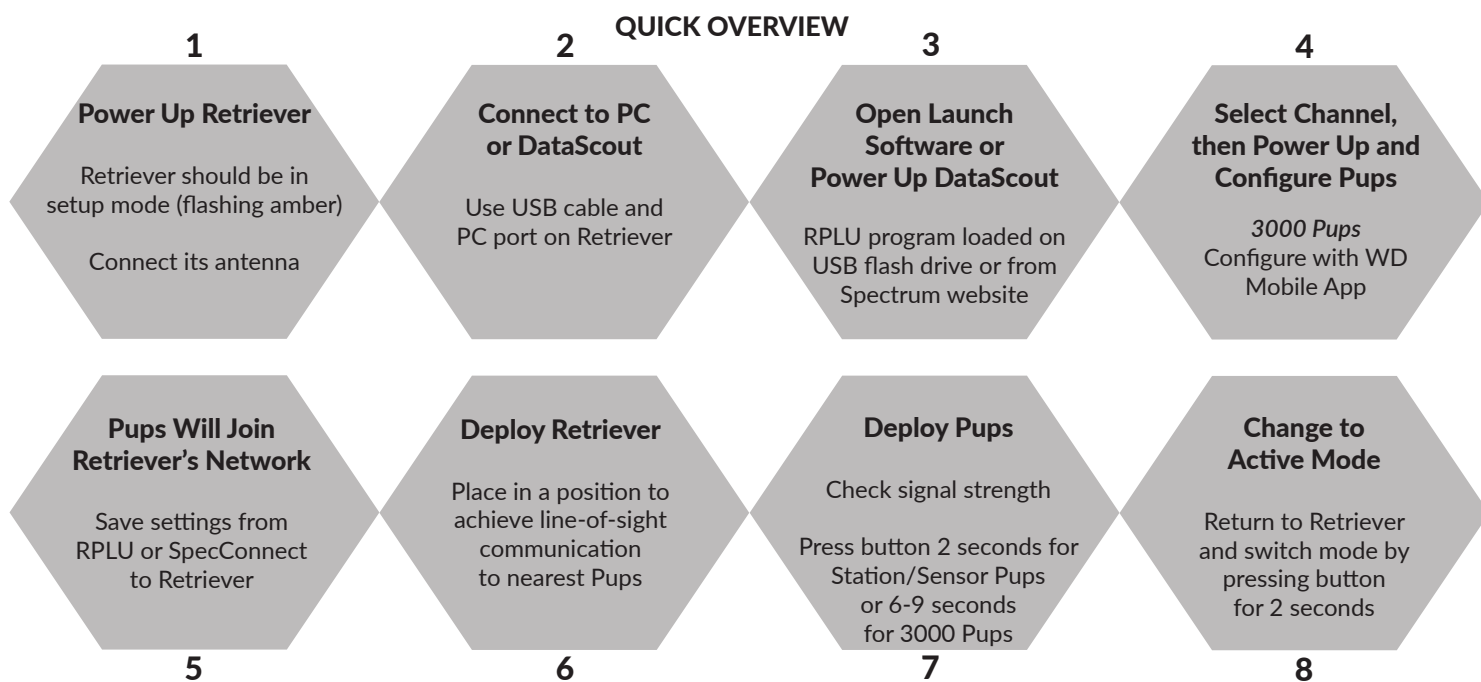 QUICK OVERVIEW
1
Power Up Retriever
Retriever should be in
setup mode (flashing amber)
Connect its antenna
2
Connect to PC
or DataScout
Use USB cable and
PC port on Retriever
3
Open Launch
Software or
Power Up DataScout
RPLU program loaded on
USB flash drive or from
Spectrum website
4
Select Channel,
then Power Up and
Configure Pups
3000 Pups
Configure with WD
Mobile App
Pups Will Join
Retriever's Network
Save settings from
RPLU or SpecConnect
to Retriever
5
Deploy Retriever
Place in a position to
achieve line-of-sight
communication
to nearest Pups
6
Deploy Pups
Check signal strength
Press button 2 seconds for
Station/Sensor Pups
or 6-9 seconds
for 3000 Pups
7
Change to
Active Mode
Return to Retriever
and switch mode by
pressing button
for 2 seconds
8